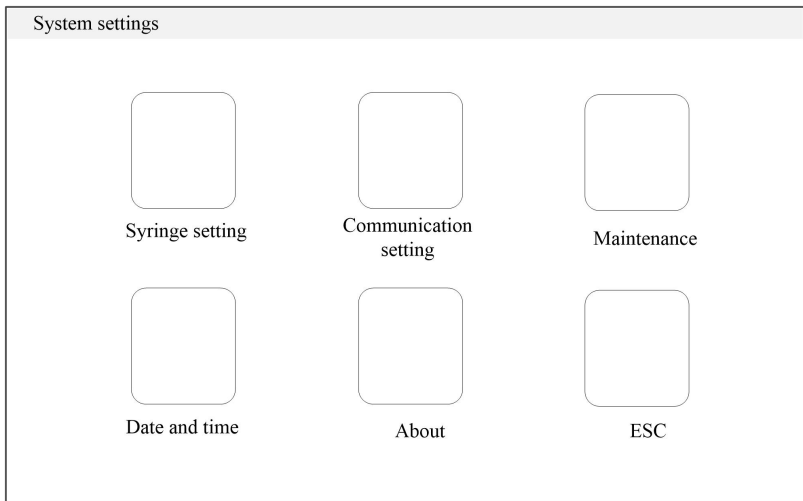 System settings
Syringe setting
Communication
setting
Maintenance
Date and time
About
ESC